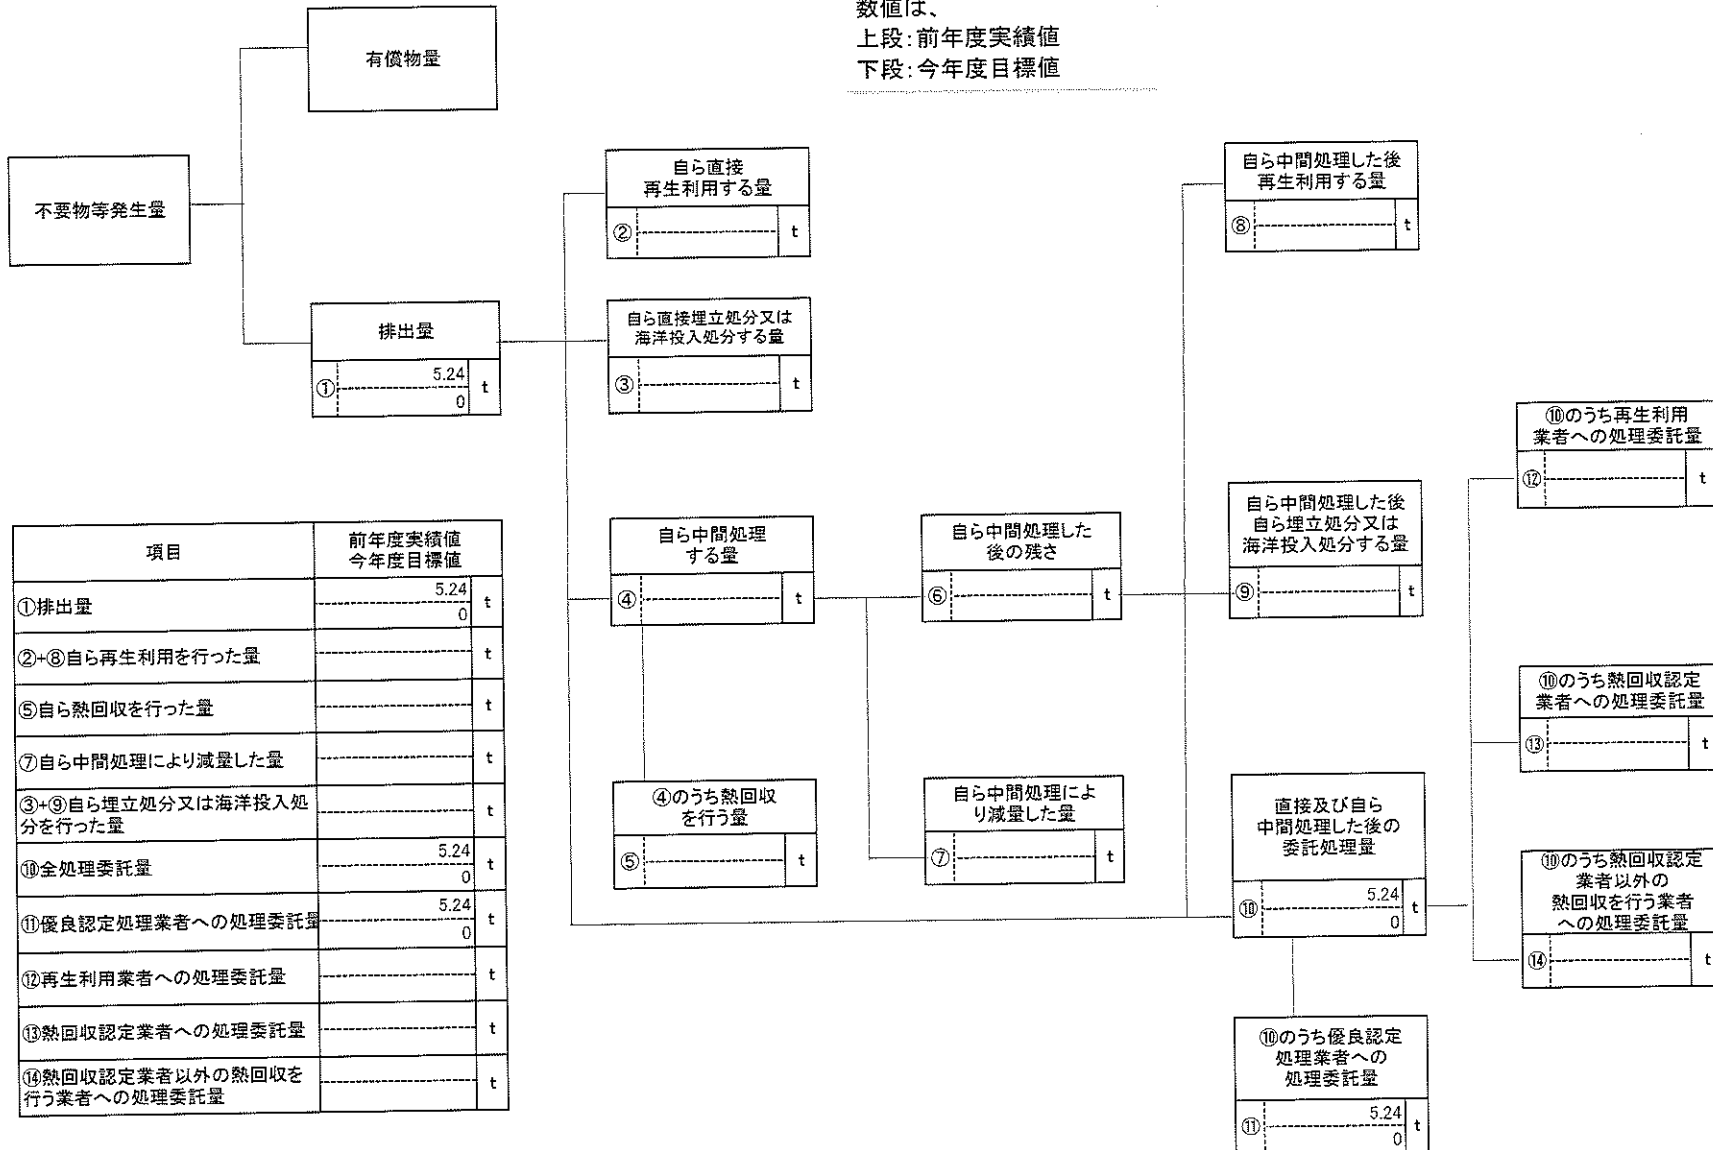 数値は、
上段:前年度実績値
下段:今年度目標値
有償物量
不要物等発生量
排出量
① 5.24 t
0
自ら直接
再生利用する量
② t
自ら直接埋立処分又は
海洋投入処分する量
③ t
自ら中間処理
する量
④ t
④のうち熱回収
を行う量
⑤ t
自ら中間処理した
後の残さ
⑥ t
自ら中間処理によ
り減量した量
⑦ t
自ら中間処理した後
再生利用する量
⑧ t
自ら中間処理した後
自ら埋立処分又は
海洋投入処分する量
⑨ t
直接及び自ら
中間処理した後の
委託処理量
⑩ 5.24 t
0
⑩のうち優良認定
処理業者への
処理委託量
⑪ 5.24 t
0
⑩のうち再生利用
業者への処理委託量
⑫ t
⑩のうち熱回収認定
業者への処理委託量
⑬ t
⑩のうち熱回収認定
業者以外の
熱回収を行う業者
への処理委託量
⑭ t
項目 前年度実績値
今年度目標値
①排出量 5.24 t
0
②+⑧自ら再生利用を行った量 t
⑤自ら熱回収を行った量 t
⑦自ら中間処理により減量した量 t
③+⑨自ら埋立処分又は海洋投入処
分を行った量 t
⑩全処理委託量 5.24 t
0
⑪優良認定処理業者への処理委託量 5.24 t
0
⑫再生利用業者への処理委託量 t
⑬熱回収認定業者への処理委託量 t
⑭熱回収認定業者以外の熱回収を
行う業者への処理委託量 t